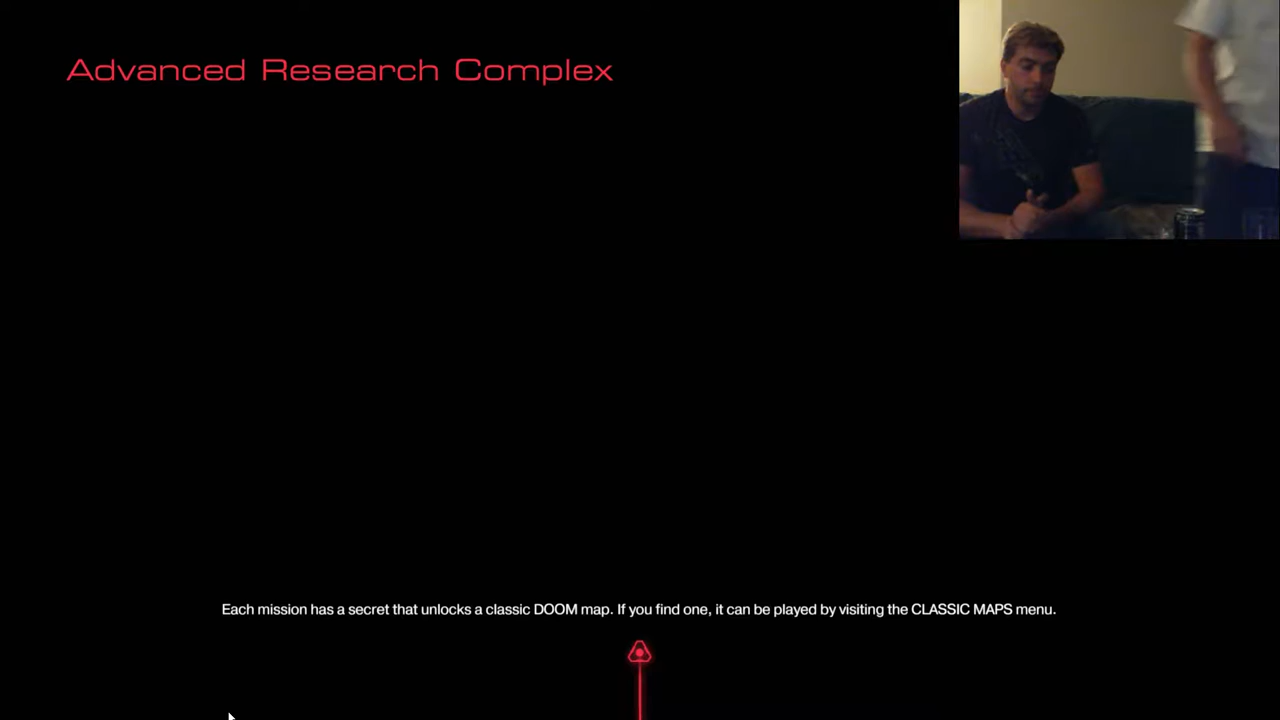 Advanced Research Complex
Each mission has a secret that unlocks a classic DOOM map. If you find one, it can be played by visiting the CLASSIC MAPS menu.